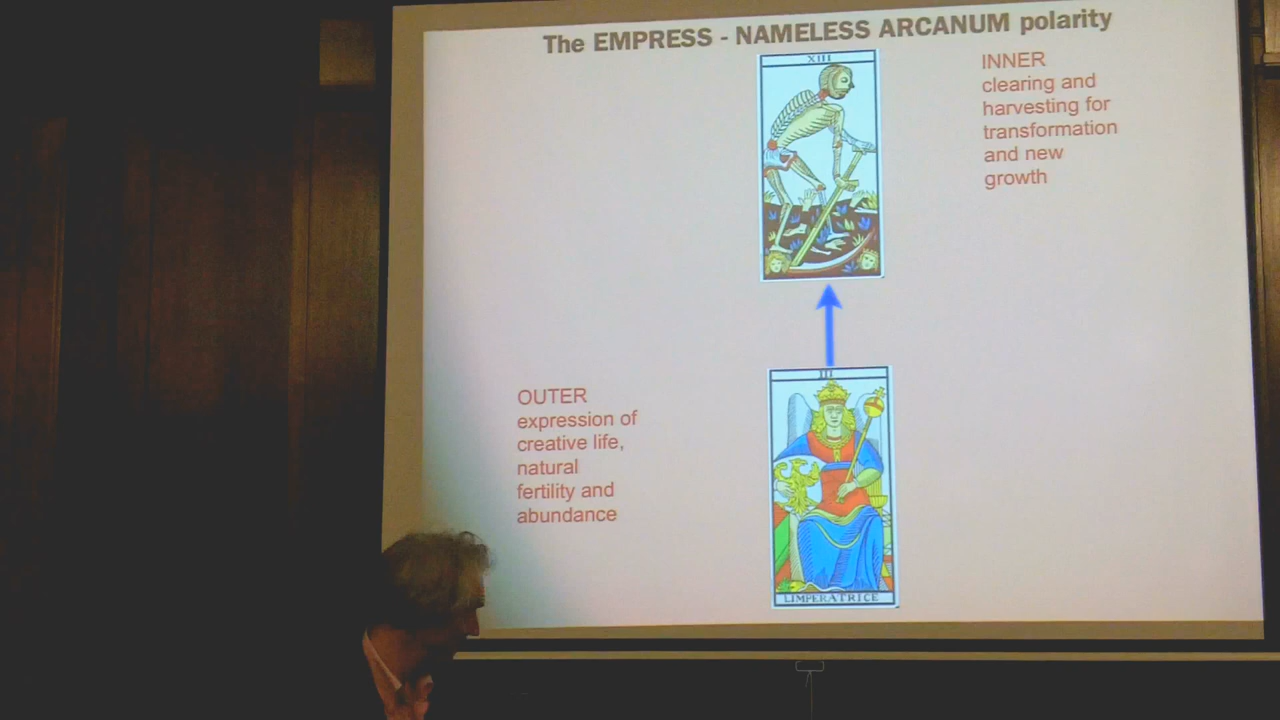 The EMPRESS - NAMELESS ARCANUM polarity
XIII
INNER
clearing and
harvesting for
transformation
and new
growth
OUTER
expression of
creative life,
natural
fertility and
abundance
III
LIMPERATRICE